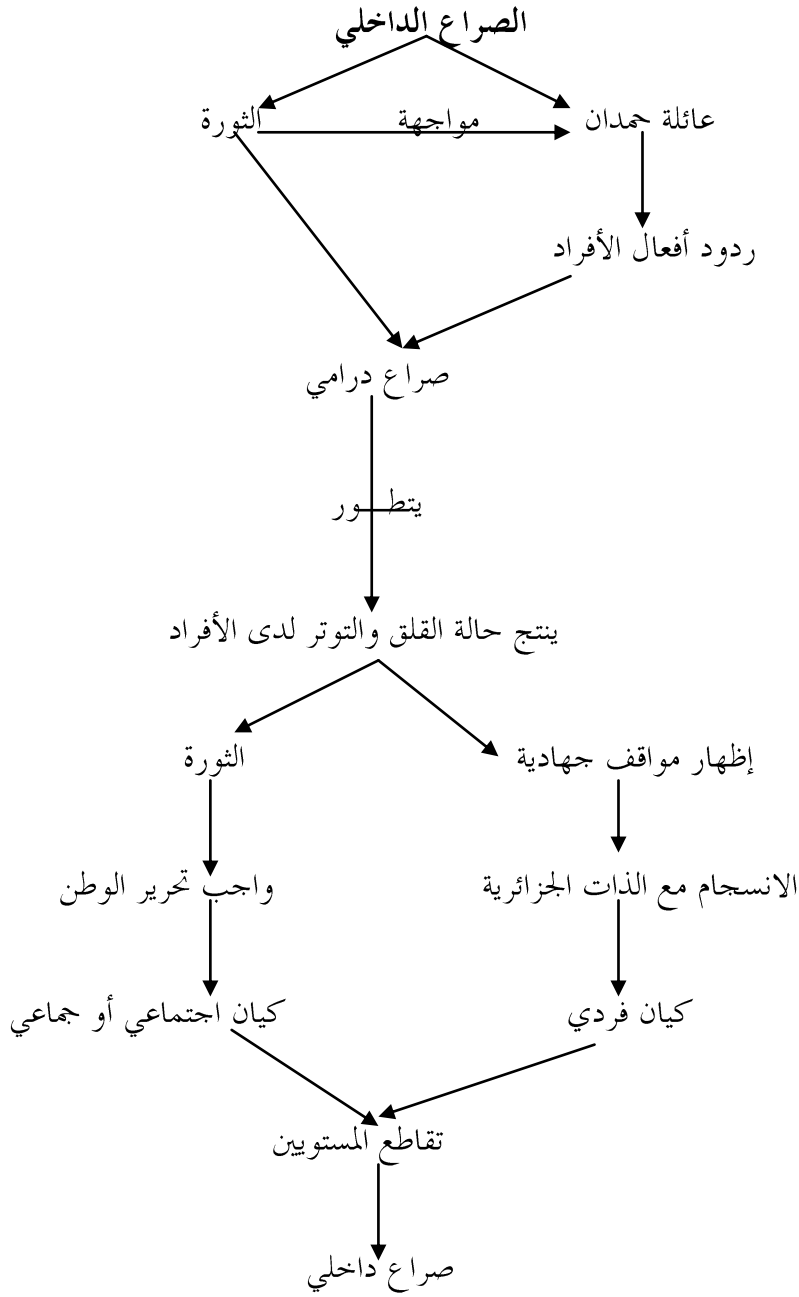 الصراع الداخلي
عائلة حمدان مواجهة الثورة
ردود أفعال الأفراد
صراع درامي
يتطـور
ينتج حالة القلق والتوتر لدى الأفراد
إظهار مواقف جهادية الثورة
الانسجام مع الذات الجزائرية واجب تحرير الوطن
كيان فردي كيان اجتماعي أو جماعي
تقاطع المستويين
صراع داخلي